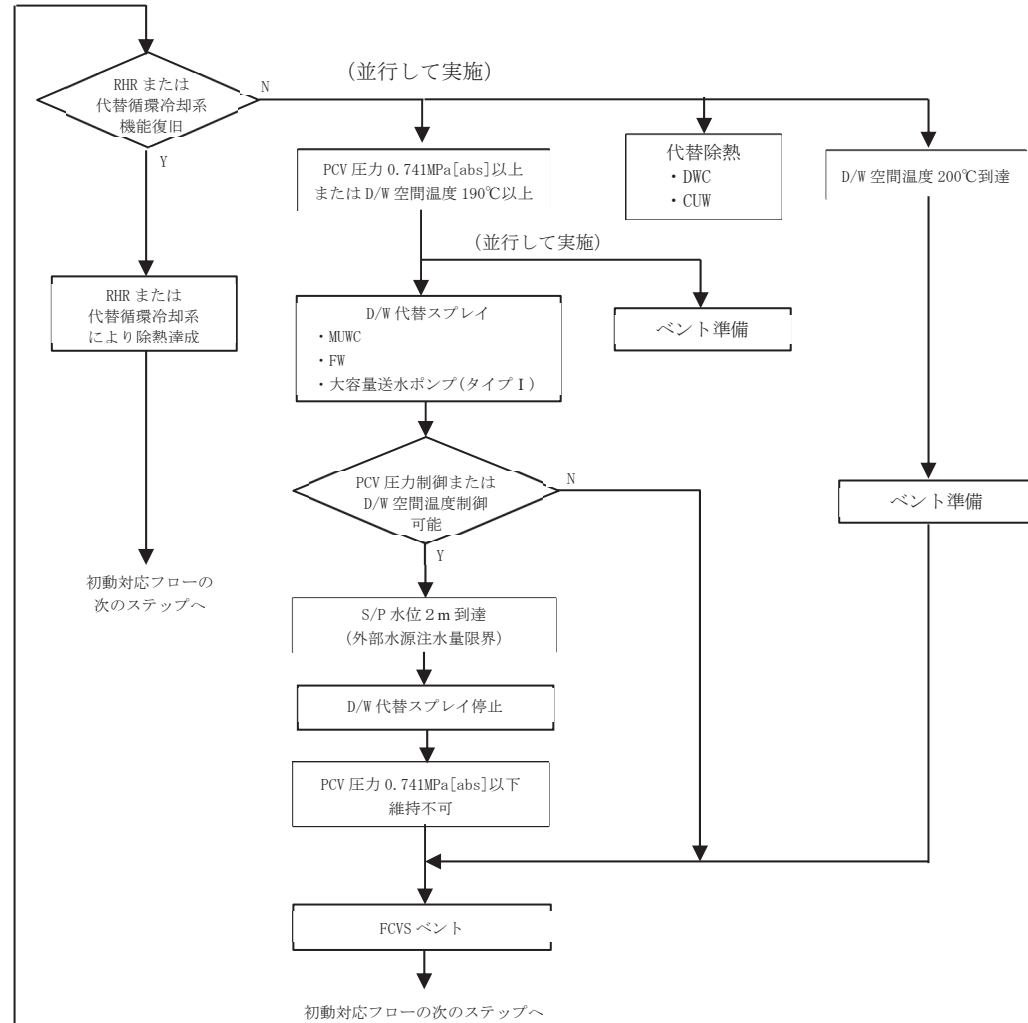 RHR または
代替循環冷却系
機能復旧
N
(並行して実施)
Y
PCV 圧力 0.741MPa[abs]以上
または D/W 空間温度 190℃以上
代替除熱
・DWC
・CUW
D/W 空間温度 200℃到達
(並行して実施)
RHR または
代替循環冷却系
により除熱達成
D/W 代替スプレイ
・MUWC
・FW
・大容量送水ポンプ(タイプⅠ)
ベント準備
PCV 圧力制御または
D/W 空間温度制御
可能
N
Y
ベント準備
初動対応フローの
次のステップへ
S/P 水位 2m 到達
(外部水源注水量限界)
D/W 代替スプレイ停止
PCV 圧力 0.741MPa[abs]以下
維持不可
FCVS ベント
初動対応フローの次のステップへ